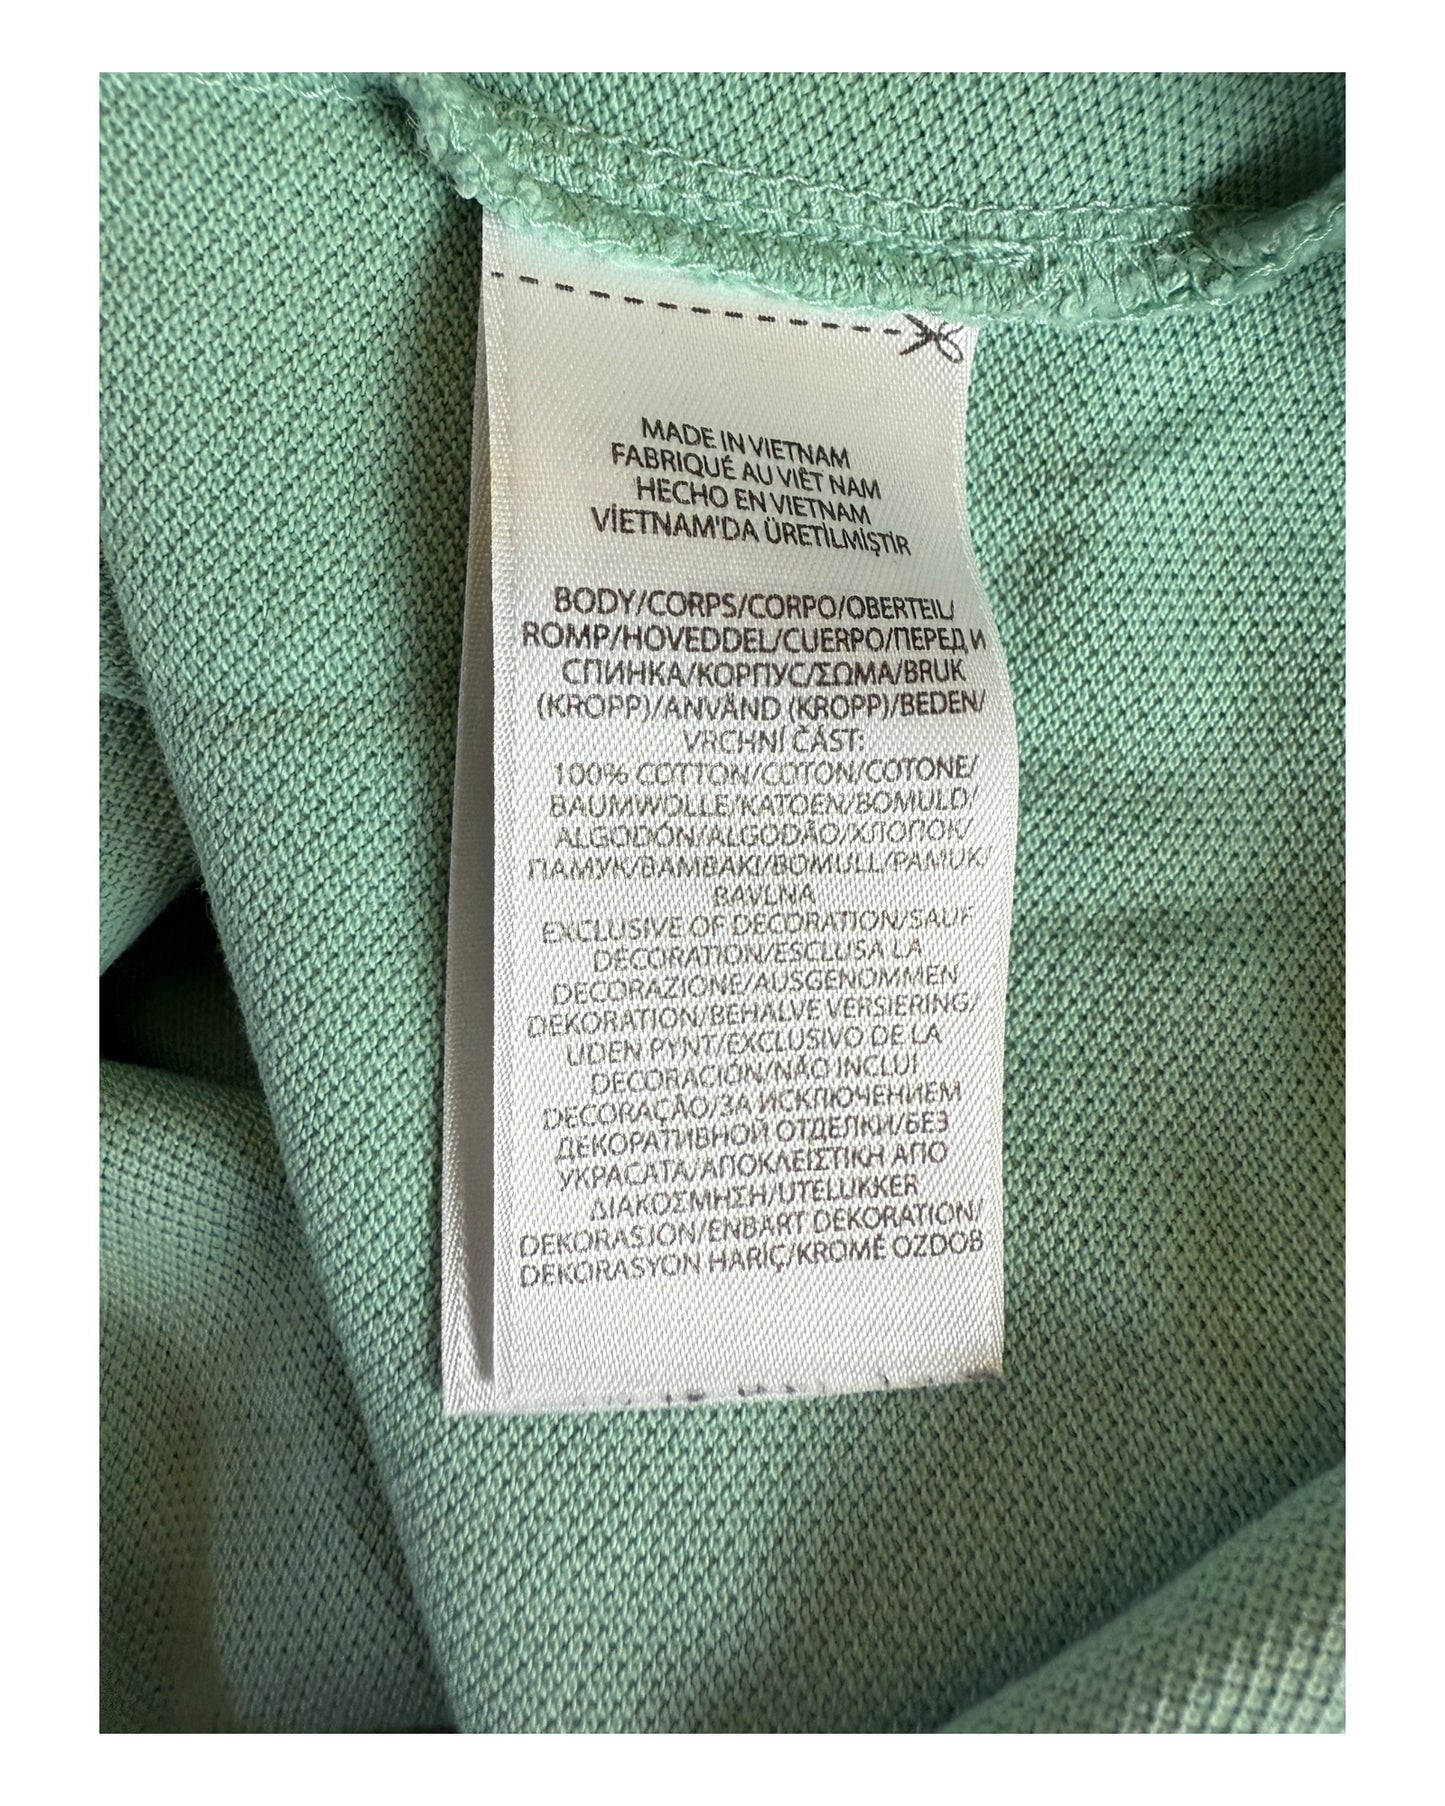 MADE IN VIETNAM
FABRIQUÉ AU VIÊT NAM
HECHO EN VIETNAM
VİETNAM'DA ÜRETİLMİŞTİR
BODY/CORPS/CORPO/OBERTEIL/
ROMP/HOVEDDEL/CUERPO/ПЕРЕД И
СПИНКА/КОРПУС/ΣΩΜΑ/BRUK
(KROPP)/ANVÄND (KROPP)/BEDEN/
VRCHNÍ ČÁST:
100% COTTON/COTON/COTONE/
BAUMWOLLE/KATOEN/BOMULD/
ALGODÓN/ALGODÃO/ХЛОПОК/
ПАМУК/BAMBAKI/BOMULL/PAMUK/
BAVLNA
EXCLUSIVE OF DECORATION/SAUF
DÉCORATION/ESCLUSA LA
DECORAZIONE/AUSGENOMMEN
DEKORATION/BEHALVE VERSIERING/
UDEN PYNT/EXCLUSIVO DE LA
DECORACIÓN/NÃO INCLUI
DECORAÇÃO/ЗА ИСКЛЮЧЕНИЕМ
ДЕКОРАТИВНОЙ ОТДЕЛКИ/БЕЗ
УКРАСАТА/ΑΠΟΚΛΕΙΣΤΙΚΗ ΑΠΟ
ΔΙΑΚΟΣΜΗΣΗ/UTELUKKER
DEKORASJON/ENBART DEKORATION/
DEKORASYON HARİÇ/KROMĚ OZDOB